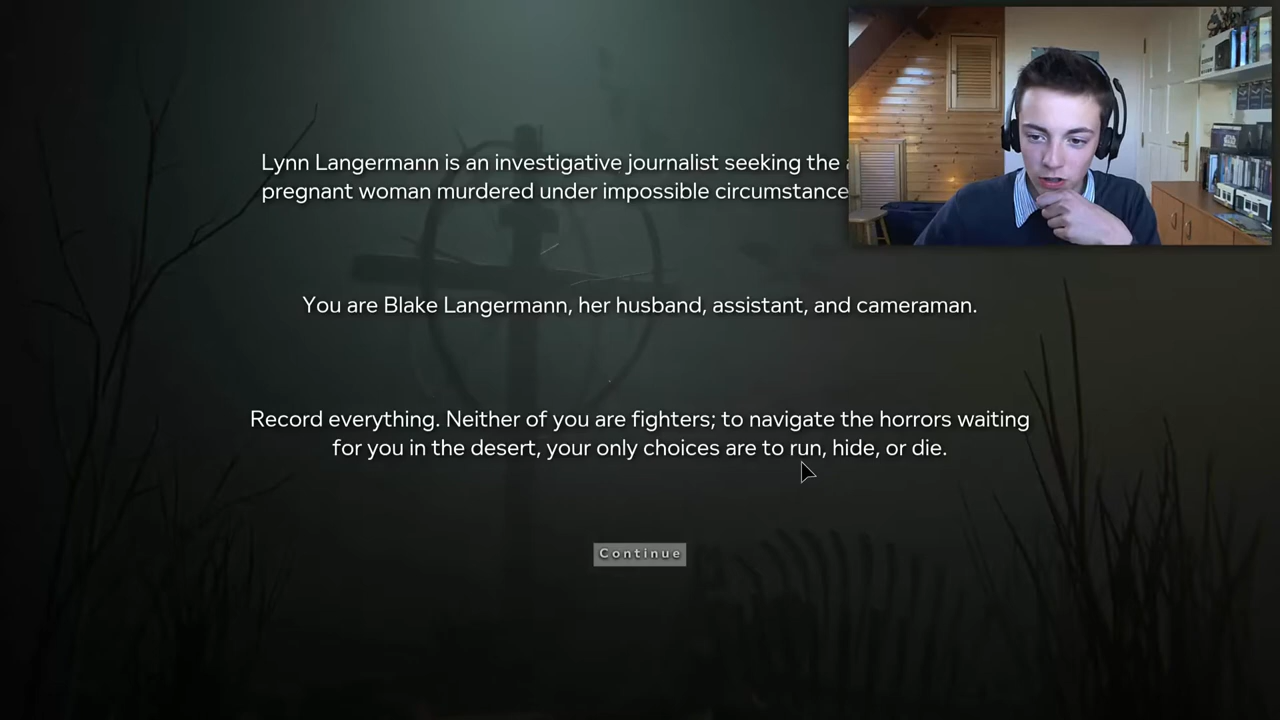 Lynn Langermann is an investigative journalist seeking the
pregnant woman murdered under impossible circumstance
You are Blake Langermann, her husband, assistant, and cameraman.
Record everything. Neither of you are fighters; to navigate the horrors waiting
for you in the desert, your only choices are to run, hide, or die.
Continue